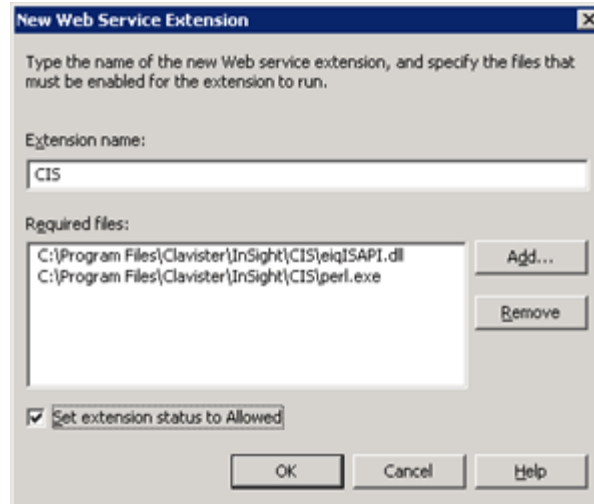 New Web Service Extension
Type the name of the new Web service extension, and specify the files that
must be enabled for the extension to run.
Extension name:
CIS
Required files:
C:\Program Files\Clavister\InSight\CIS\eiqISAPI.dll
C:\Program Files\Clavister\InSight\CIS\perl.exe
Add...
Remove
Set extension status to Allowed
OK
Cancel
Help